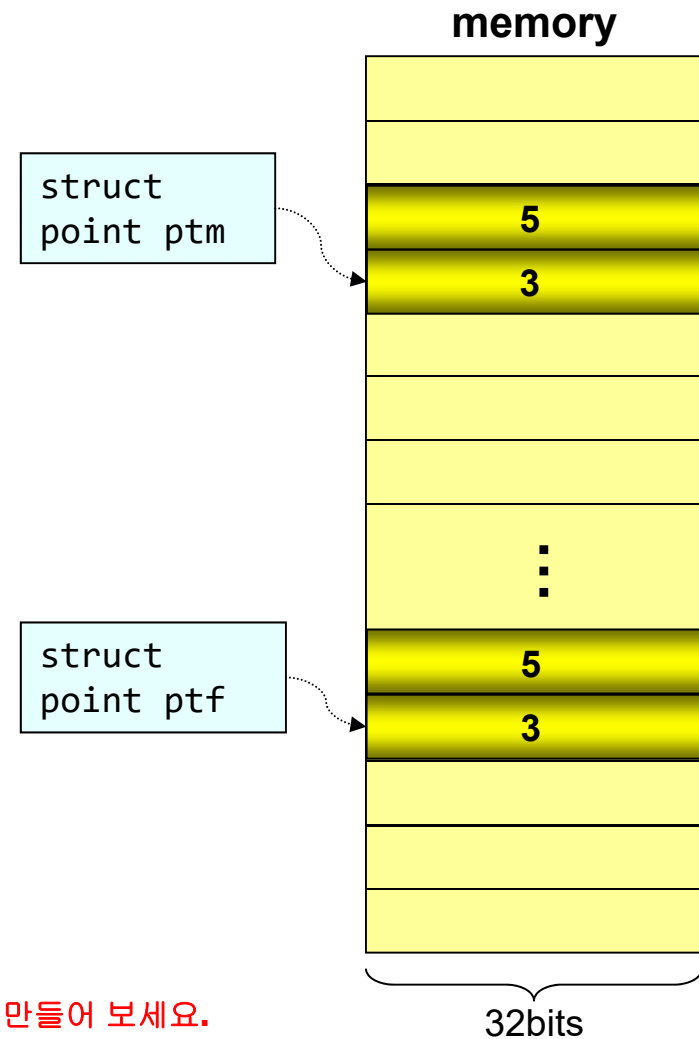 memory
struct
point ptm
5
3
⋮
struct
point ptf
5
3
만들어 보세요.
32bits